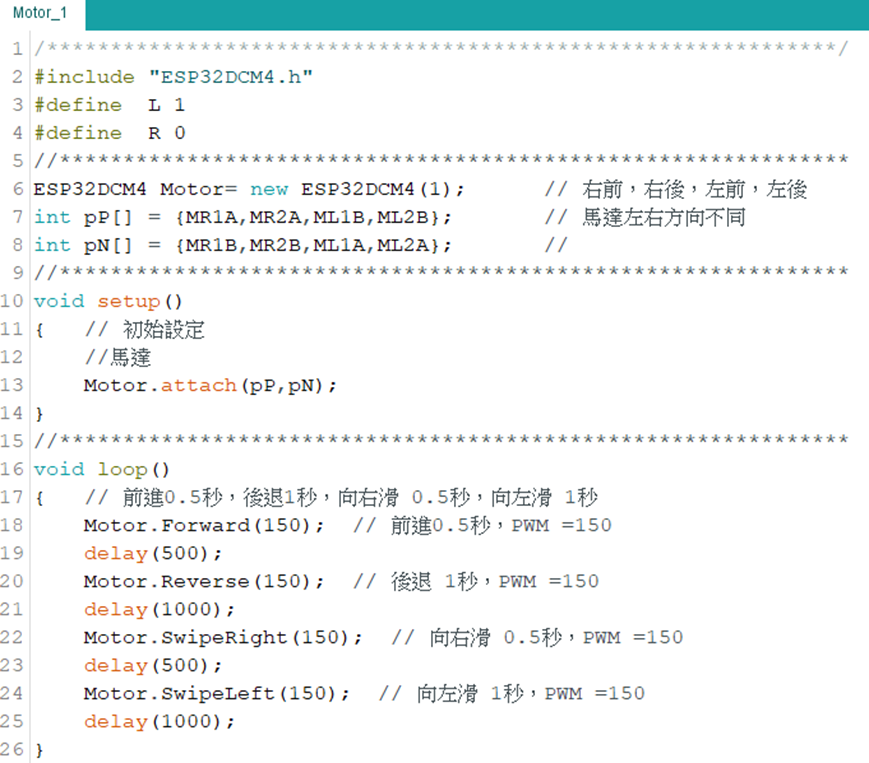 Motor_1
1 /**************************************************************/
2 #include "ESP32DCM4.h"
3 #define  L 1
4 #define  R 0
5 //**************************************************************
6 ESP32DCM4 Motor= new ESP32DCM4(1);      // 右前，右後，左前，左後
7 int pP[] = {MR1A,MR2A,ML1B,ML2B};       // 馬達左右方向不同
8 int pN[] = {MR1B,MR2B,ML1A,ML2A};       //
9 //**************************************************************
10 void setup()
11 {   // 初始設定
12     //馬達
13     Motor.attach(pP,pN);
14 }
15 //**************************************************************
16 void loop()
17 {   // 前進0.5秒，後退1秒，向右滑 0.5秒，向左滑 1秒
18     Motor.Forward(150);  // 前進0.5秒，PWM =150
19     delay(500);
20     Motor.Reverse(150);  // 後退 1秒，PWM =150
21     delay(1000);
22     Motor.SwipeRight(150);  // 向右滑 0.5秒，PWM =150
23     delay(500);
24     Motor.SwipeLeft(150);  // 向左滑 1秒，PWM =150
25     delay(1000);
26 }